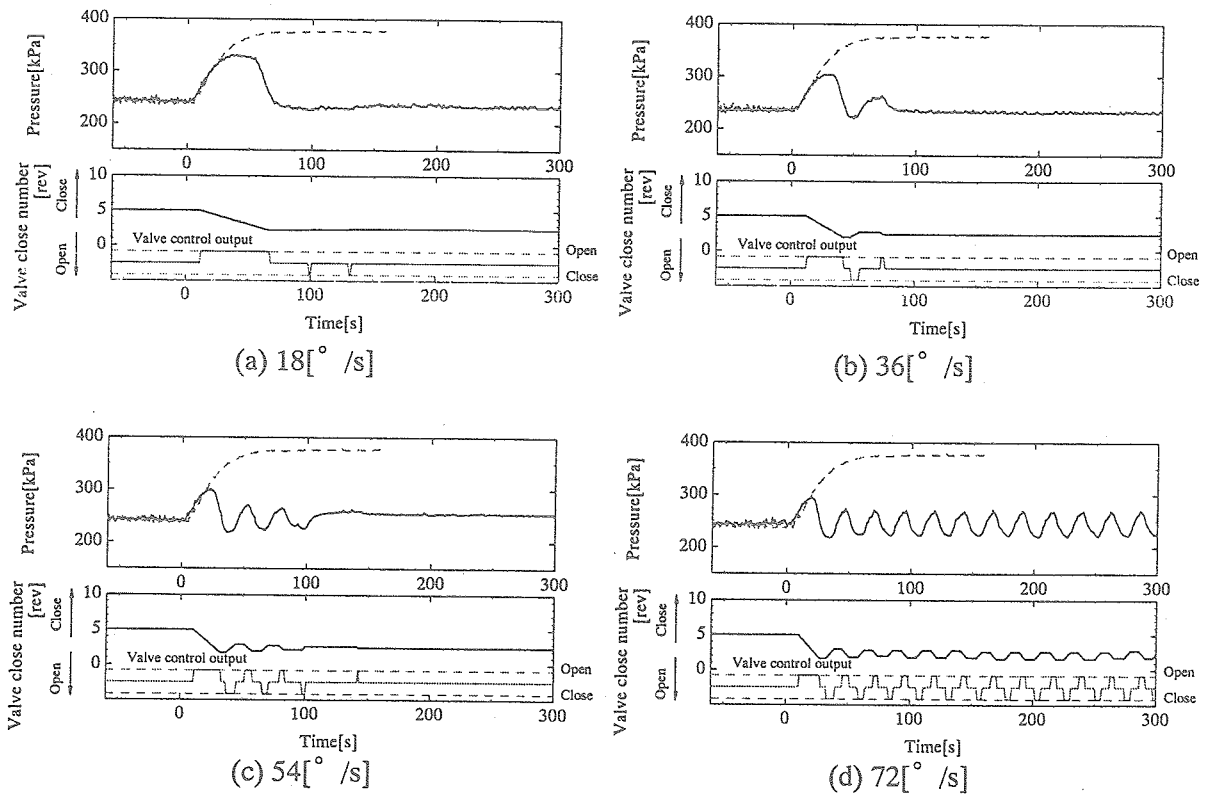 Pressure[kPa]
400
300
200
0
100
200
300
Valve close number
[rev]
Close
Open
10
5
0
Valve control output
Open
Close
0
100
200
300
Time[s]
(a) 18[° /s]
Pressure[kPa]
400
300
200
0
100
200
300
Valve close number
[rev]
Close
Open
10
5
0
Valve control output
Open
Close
0
100
200
300
Time[s]
(b) 36[° /s]
Pressure[kPa]
400
300
200
0
100
200
300
Valve close number
[rev]
Close
Open
10
5
0
Valve control output
Open
Close
0
100
200
300
Time[s]
(c) 54[° /s]
Pressure[kPa]
400
300
200
0
100
200
300
Valve close number
[rev]
Close
Open
10
5
0
Valve control output
Open
Close
0
100
200
300
Time[s]
(d) 72[° /s]